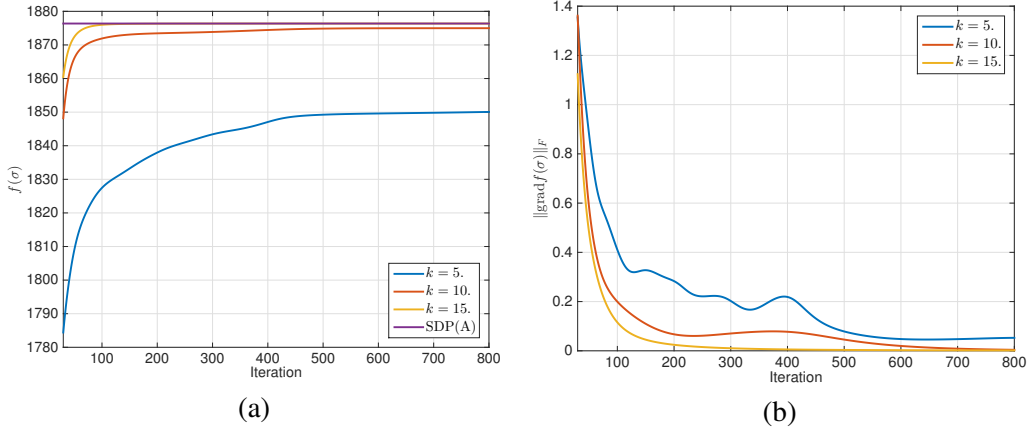 1880
1870
1860
1850
1840
1830
1820
1810
1800
1790
1780
f(σ)
100 200 300 400 500 600 700 800
Iteration
k = 5.
k = 10.
k = 15.
SDP(A)
(a)
1.4
1.2
1
0.8
0.6
0.4
0.2
0
‖gradf(σ)‖F
100 200 300 400 500 600 700 800
Iteration
k = 5.
k = 10.
k = 15.
(b)